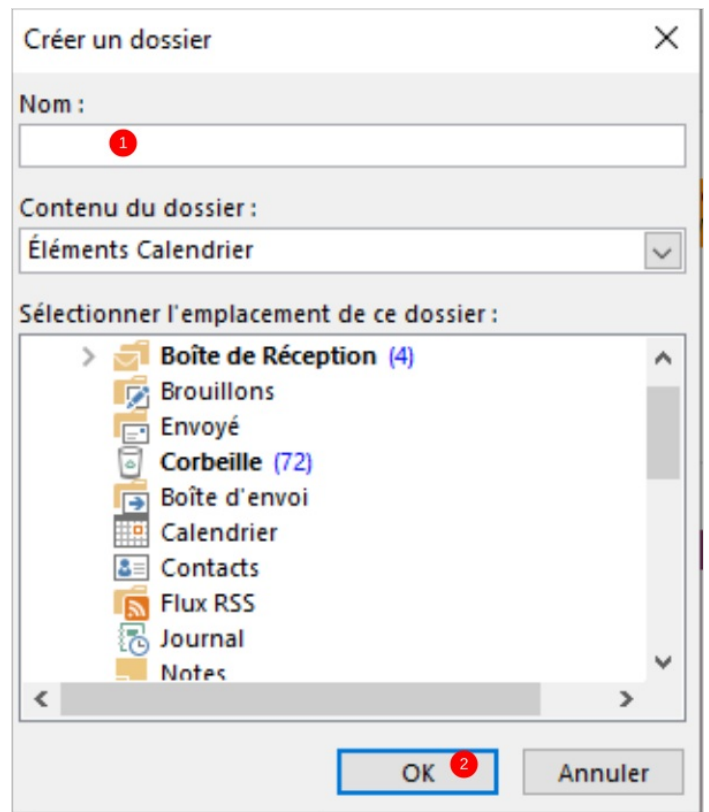 Créer un dossier
Nom :
1
Contenu du dossier :
Éléments Calendrier
Sélectionner l'emplacement de ce dossier :
Boîte de Réception (4)
Brouillons
Envoyé
Corbeille (72)
Boîte d'envoi
Calendrier
Contacts
Flux RSS
Journal
Notes
OK 2 Annuler